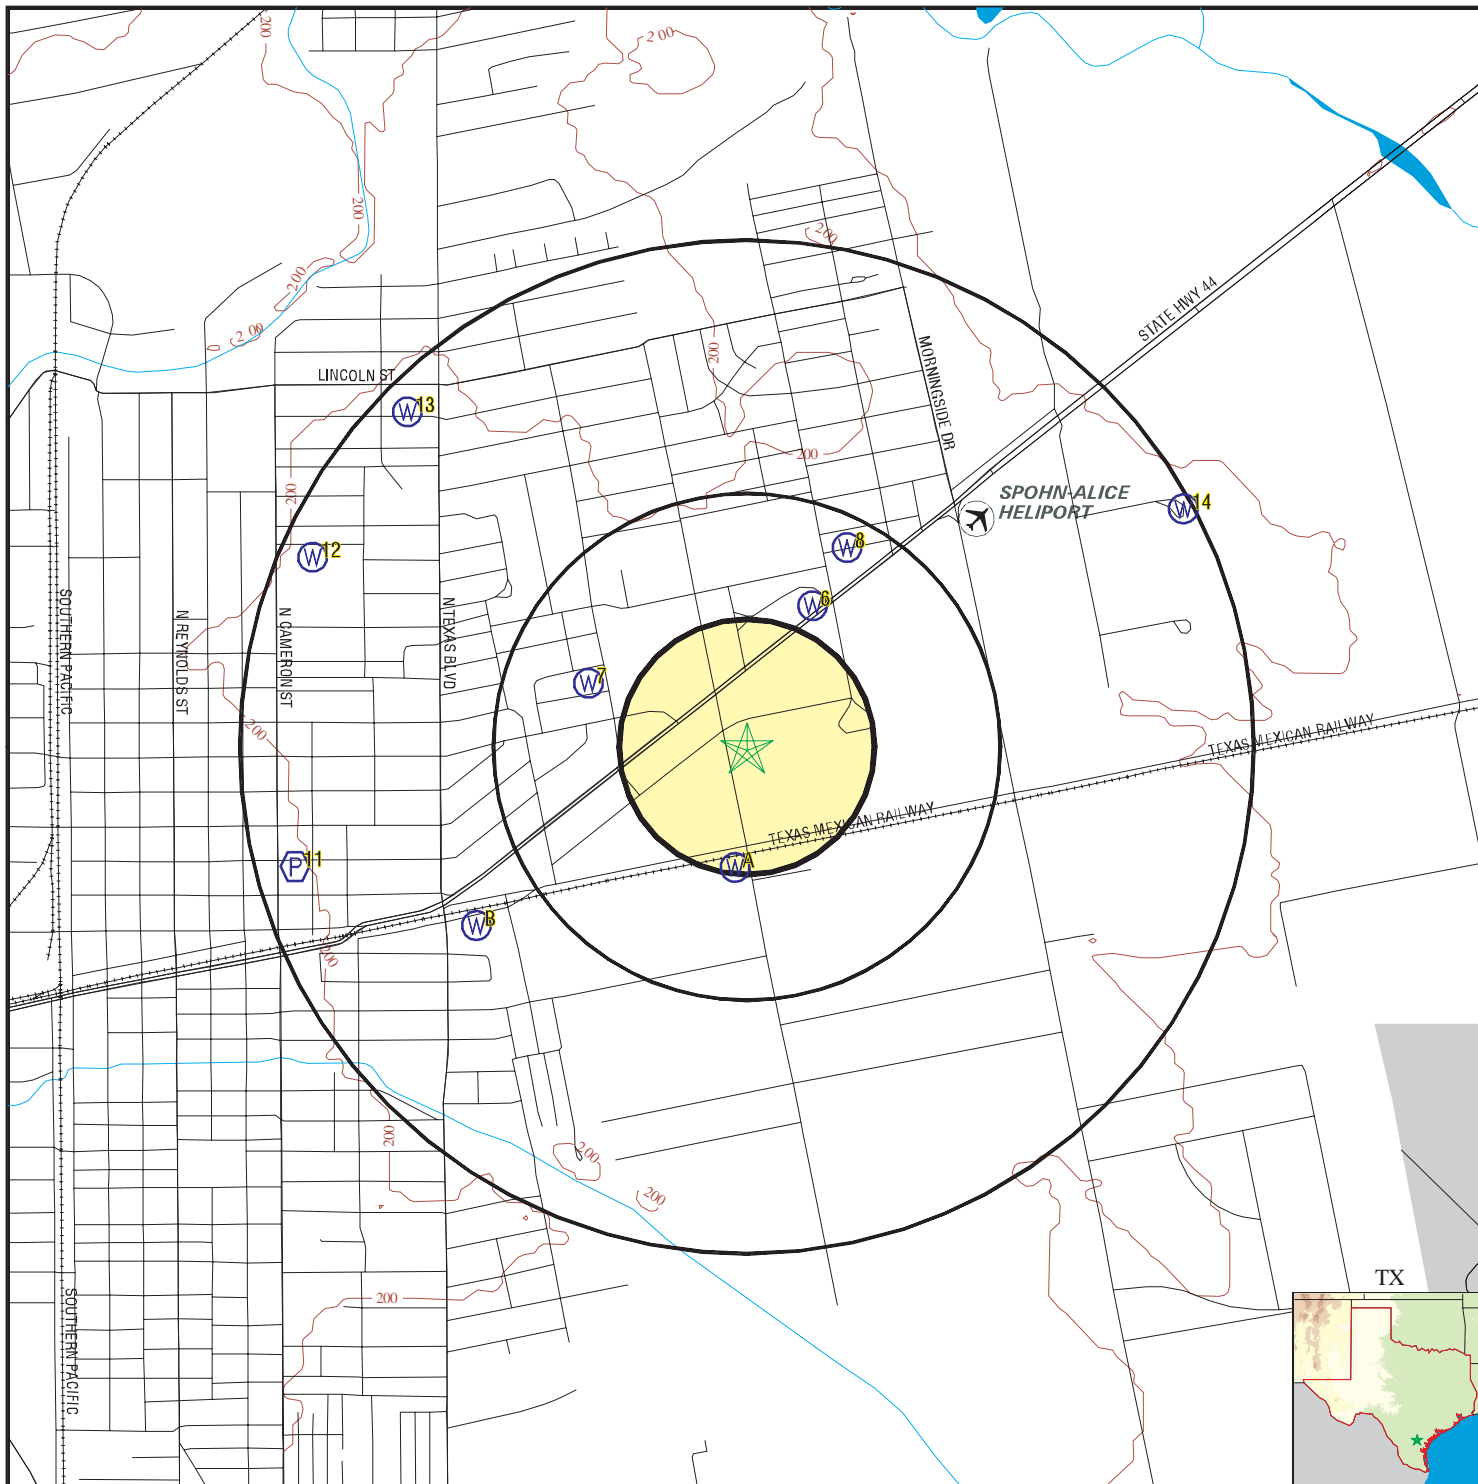 200
200
200
200
200
2 00
2 00
200
LINCOLN ST
W 13
200
MORNINGSIDE DR
STATE HWY 44
200
200
SPOHN-ALICE
HELIPORT
W 14
W 12
W 8
W 6
SOUTHERN PACIFIC
N REYNOLDS ST
N CAMERON ST
N TEXAS BLVD
W 7
200
TEXAS MEXICAN RAILWAY
TEXAS MEXICAN RAILWAY
P 11
W A
W B
200
200
200
200
200
SOUTHERN PACIFIC
TX